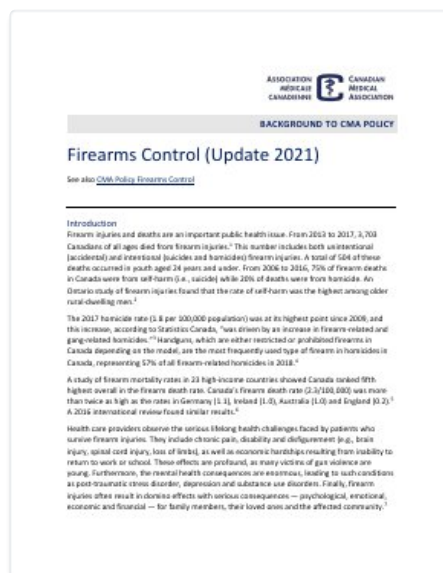 ASSOCIATION MÉDICALE CANADIENNE
CANADIAN MEDICAL ASSOCIATION
BACKGROUND TO CMA POLICY
Firearms Control (Update 2021)
See also CMA Policy Firearms Control
Introduction
Firearm injuries and deaths are an important public health issue. From 2013 to 2017, 3,703
Canadians of all ages died from firearm injuries.¹ This number includes both unintentional
(accidental) and intentional (suicides and homicides) firearm injuries. A total of 504 of these
deaths occurred in youth aged 24 years and under. From 2006 to 2016, 75% of firearm deaths
in Canada were from self-harm (i.e., suicide) while 20% of deaths were from homicide. An
Ontario study of firearm injuries found that the rate of self-harm was the highest among older
rural-dwelling men.²
The 2017 homicide rate (1.8 per 100,000 population) was at its highest point since 2009, and
this increase, according to Statistics Canada, "was driven by an increase in firearm-related and
gang-related homicides."³ Handguns, which are either restricted or prohibited firearms in
Canada depending on the model, are the most frequently used type of firearm in homicides in
Canada, representing 57% of all firearm-related homicides in 2018.⁴
A study of firearm mortality rates in 23 high-income countries showed Canada ranked fifth
highest overall in the firearm death rate. Canada's firearm death rate (2.3/100,000) was more
than twice as high as the rates in Germany (1.1), Ireland (1.0), Australia (1.0) and England (0.2).⁵
A 2016 international review found similar results.⁶
Health care providers observe the serious lifelong health challenges faced by patients who
survive firearm injuries. They include chronic pain, disability and disfigurement (e.g., brain
injury, spinal cord injury, loss of limbs), as well as economic hardships resulting from inability to
return to work or school. These effects are profound, as many victims of gun violence are
young. Furthermore, the mental health consequences are enormous, leading to such conditions
as post-traumatic stress disorder, depression and substance use disorders. Finally, firearm
injuries often result in domino effects with serious consequences — psychological, emotional,
economic and financial — for family members, their loved ones and the affected community.⁷